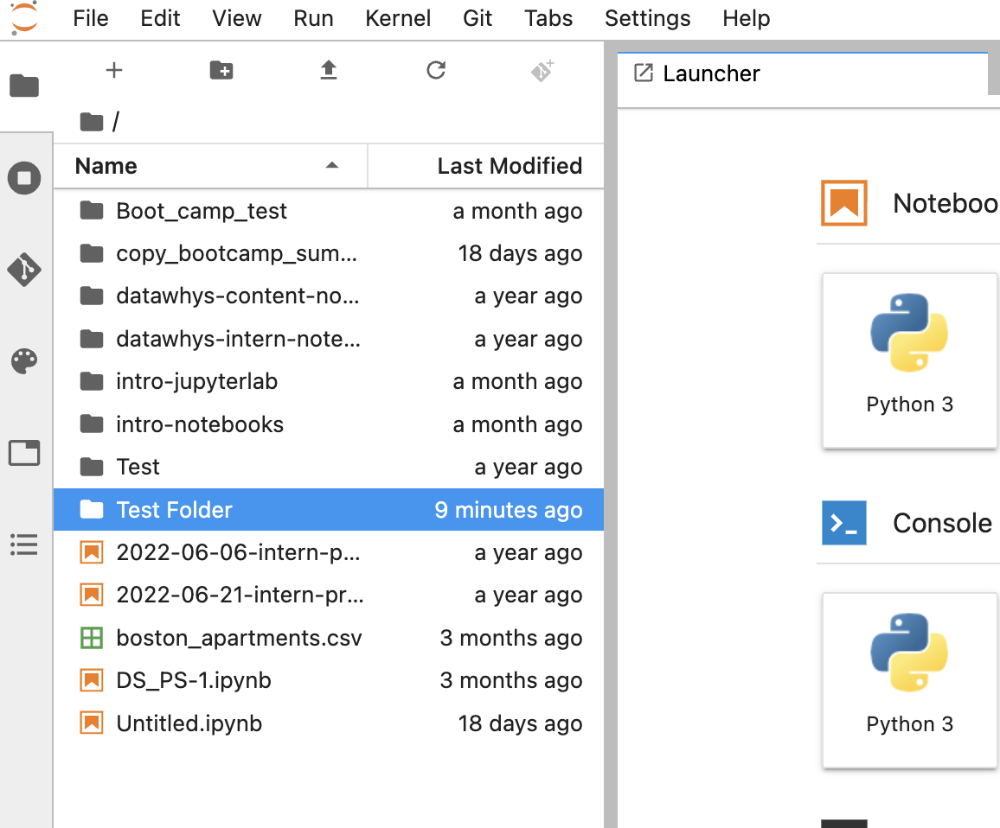 File Edit View Run Kernel Git Tabs Settings Help
Launcher
/
Name Last Modified
Boot_camp_test a month ago
copy_bootcamp_sum... 18 days ago
datawhys-content-no... a year ago
datawhys-intern-note... a year ago
intro-jupyterlab a month ago
intro-notebooks a month ago
Test a year ago
Test Folder 9 minutes ago
2022-06-06-intern-p... a year ago
2022-06-21-intern-pr... a year ago
boston_apartments.csv 3 months ago
DS_PS-1.ipynb 3 months ago
Untitled.ipynb 18 days ago
Noteboo
Python 3
Console
Python 3